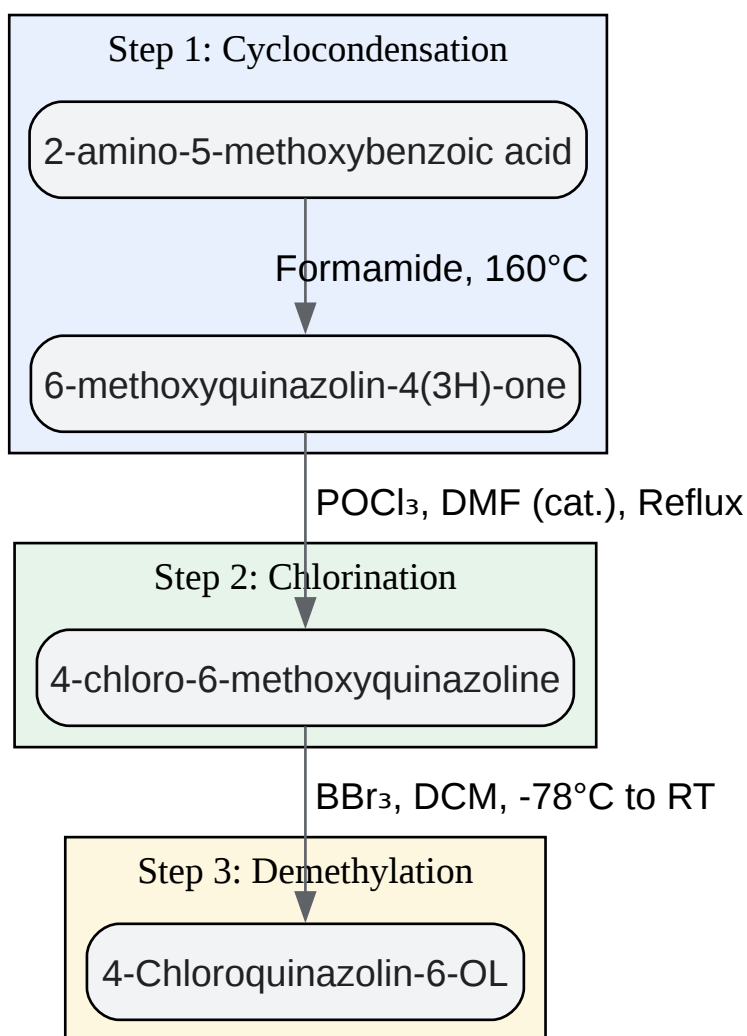 Step 1: Cyclocondensation
2-amino-5-methoxybenzoic acid
Formamide, 160°C
6-methoxyquinazolin-4(3H)-one
POCl₃, DMF (cat.), Reflux
Step 2: Chlorination
4-chloro-6-methoxyquinazoline
BBr₃, DCM, -78°C to RT
Step 3: Demethylation
4-Chloroquinazolin-6-OL